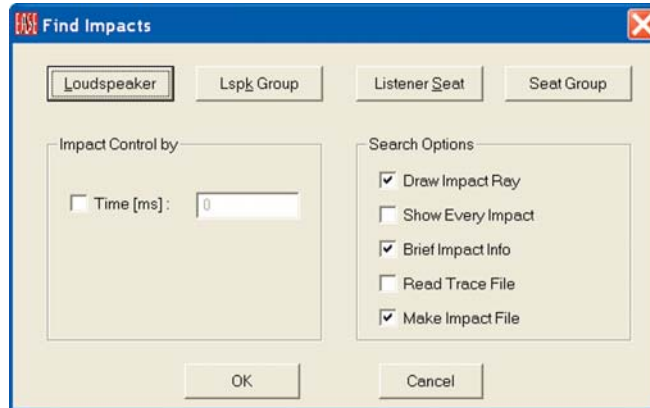 EASE Find Impacts
Loudspeaker Lspk Group Listener Seat Seat Group
Impact Control by Search Options
Time [ms] : 0 Draw Impact Ray
Show Every Impact
Brief Impact Info
Read Trace File
Make Impact File
OK Cancel